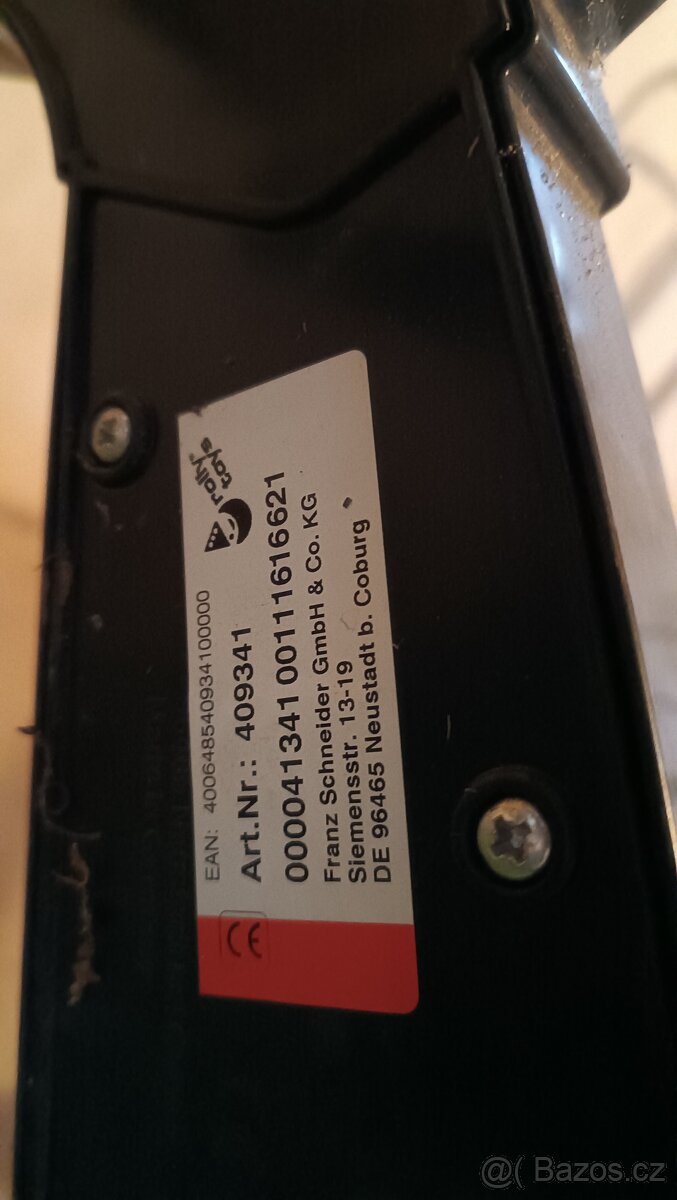 rolly®
toys
EAN: 400648540934100000
Art.Nr.: 409341
000041341 00111616621
Franz Schneider GmbH & Co. KG
Siemensstr. 13-19
DE 96465 Neustadt b. Coburg
CE
@( Bazos.cz